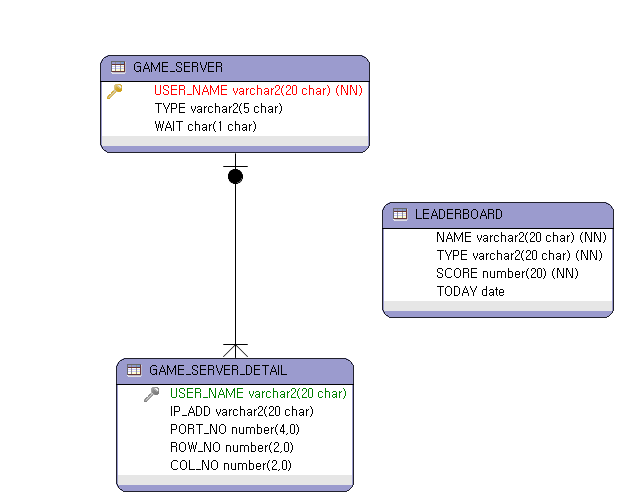 GAME_SERVER
USER_NAME varchar2(20 char) (NN)
TYPE varchar2(5 char)
WAIT char(1 char)
LEADERBOARD
NAME varchar2(20 char) (NN)
TYPE varchar2(20 char) (NN)
SCORE number(20) (NN)
TODAY date
GAME_SERVER_DETAIL
USER_NAME varchar2(20 char)
IP_ADD varchar2(20 char)
PORT_NO number(4,0)
ROW_NO number(2,0)
COL_NO number(2,0)